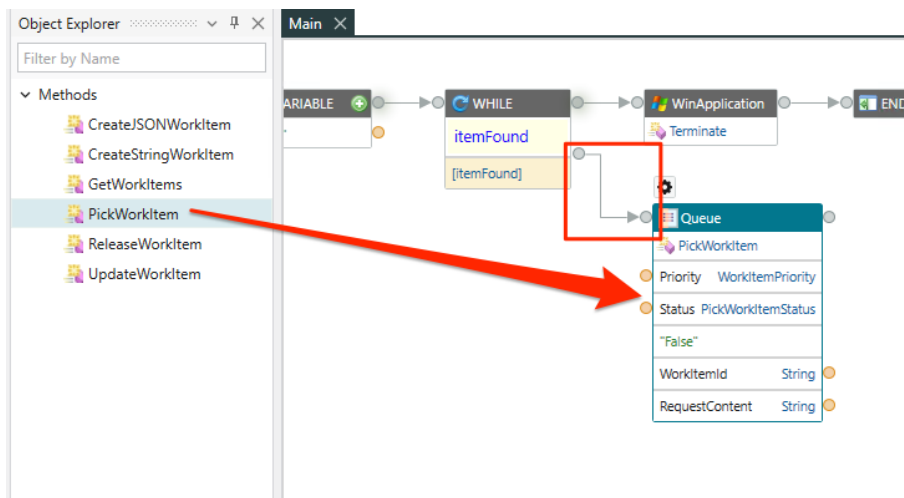 Object Explorer
Main
Filter by Name
Methods
CreateJSONWorkItem
CreateStringWorkItem
GetWorkItems
PickWorkItem
ReleaseWorkItem
UpdateWorkItem
ARIABLE
WHILE
itemFound
[itemFound]
WinApplication
Terminate
END
Queue
PickWorkItem
Priority WorkItemPriority
Status PickWorkItemStatus
"False"
WorkItemId String
RequestContent String